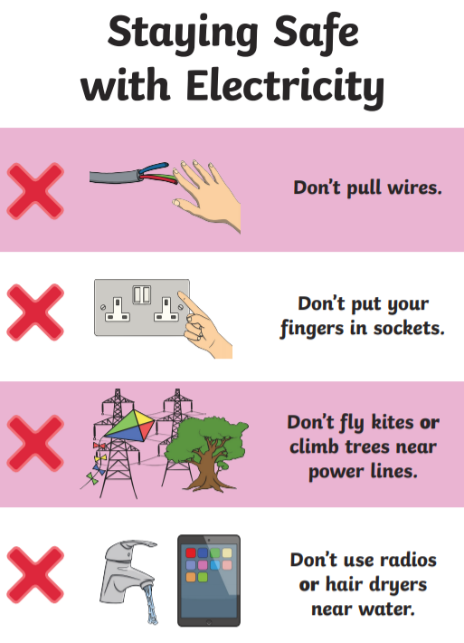 Staying Safe
with Electricity
Don't pull wires.
Don't put your
fingers in sockets.
Don't fly kites or
climb trees near
power lines.
Don't use radios
or hair dryers
near water.